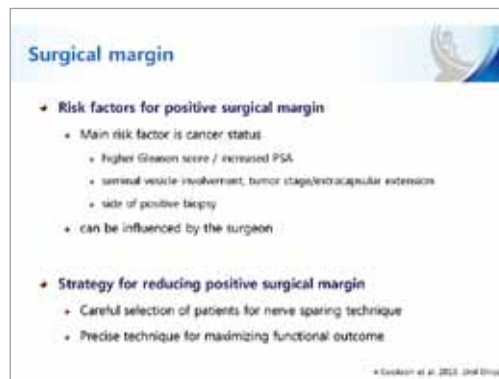 Surgical margin
Risk factors for positive surgical margin
Main risk factor is cancer status
higher Gleason score / increased PSA
seminal vesicle involvement, tumor stage/extracapsular extension
side of positive biopsy
can be influenced by the surgeon
Strategy for reducing positive surgical margin
Careful selection of patients for nerve sparing technique
Precise technique for maximizing functional outcome
et al.